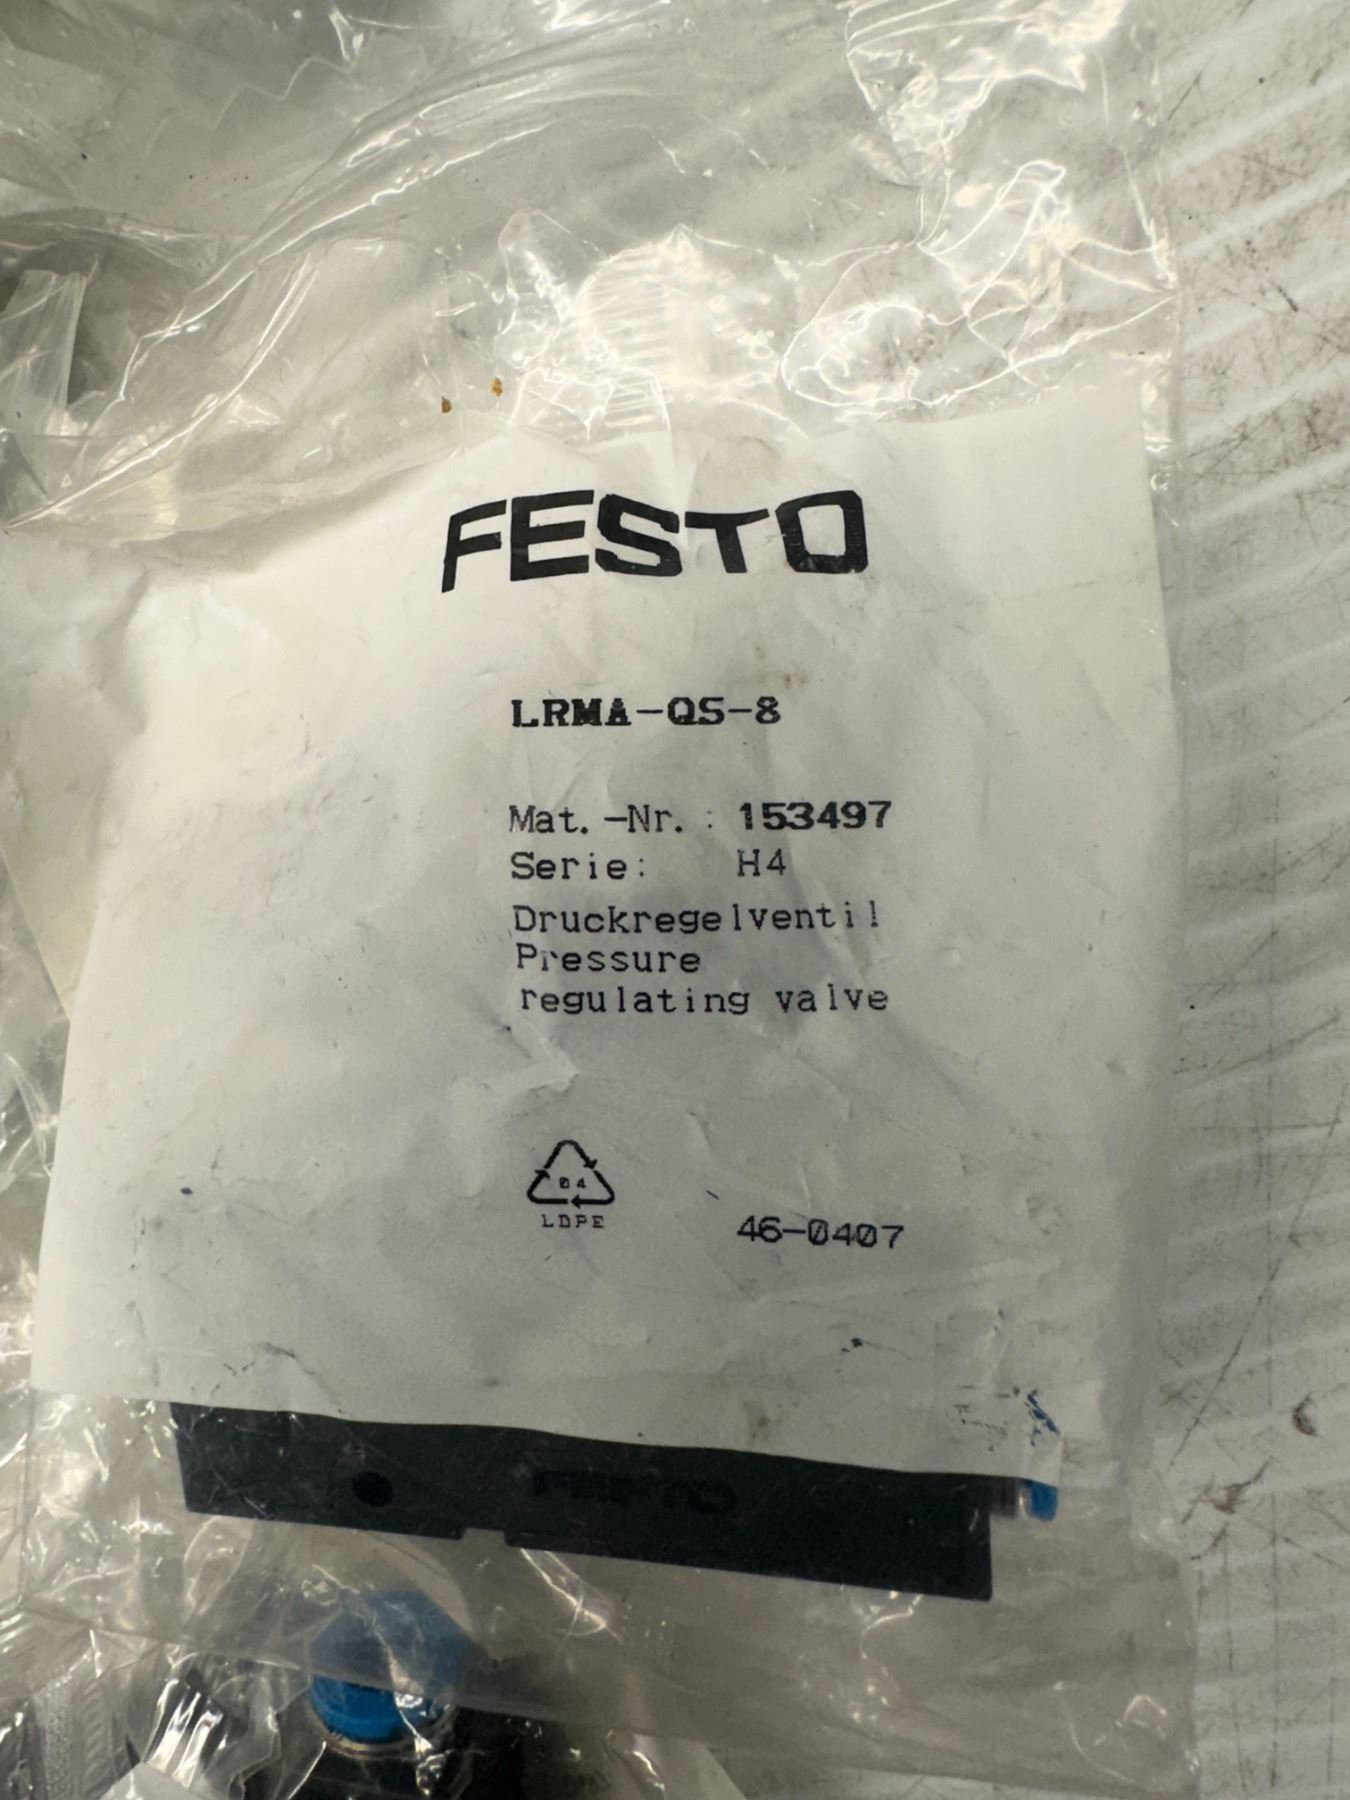 FESTO
LRMA-QS-8
Mat.-Nr.: 153497
Serie: H4
Druckregelventil
Pressure
regulating valve
04
LDPE
46-0407
FESTO